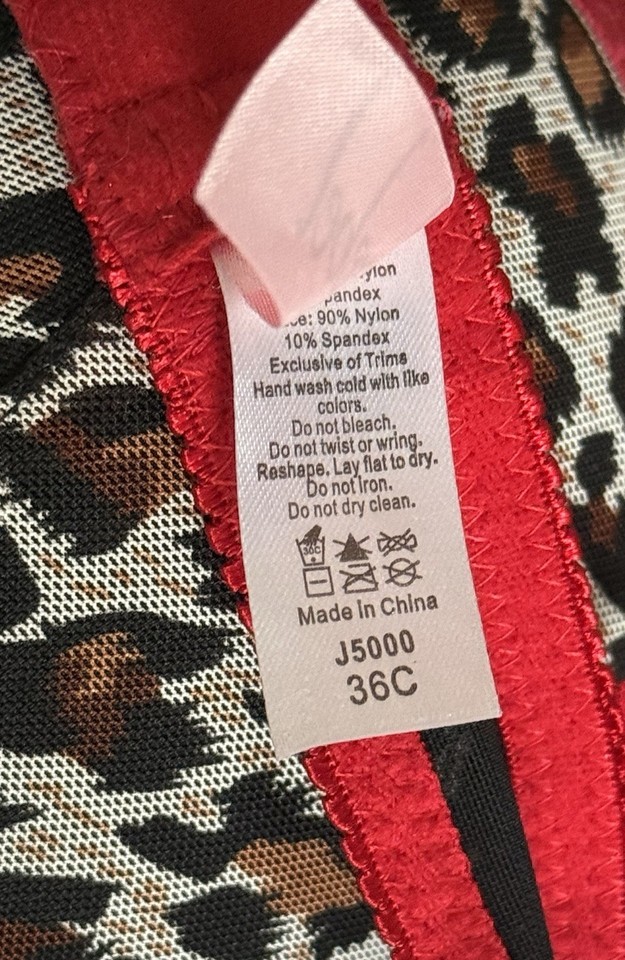 10% Spandex
90% Nylon
Exclusive of Trims
Hand wash cold with like
colors.
Do not bleach.
Do not twist or wring.
Reshape. Lay flat to dry.
Do not iron.
Do not dry clean.
Made in China
J5000
36C